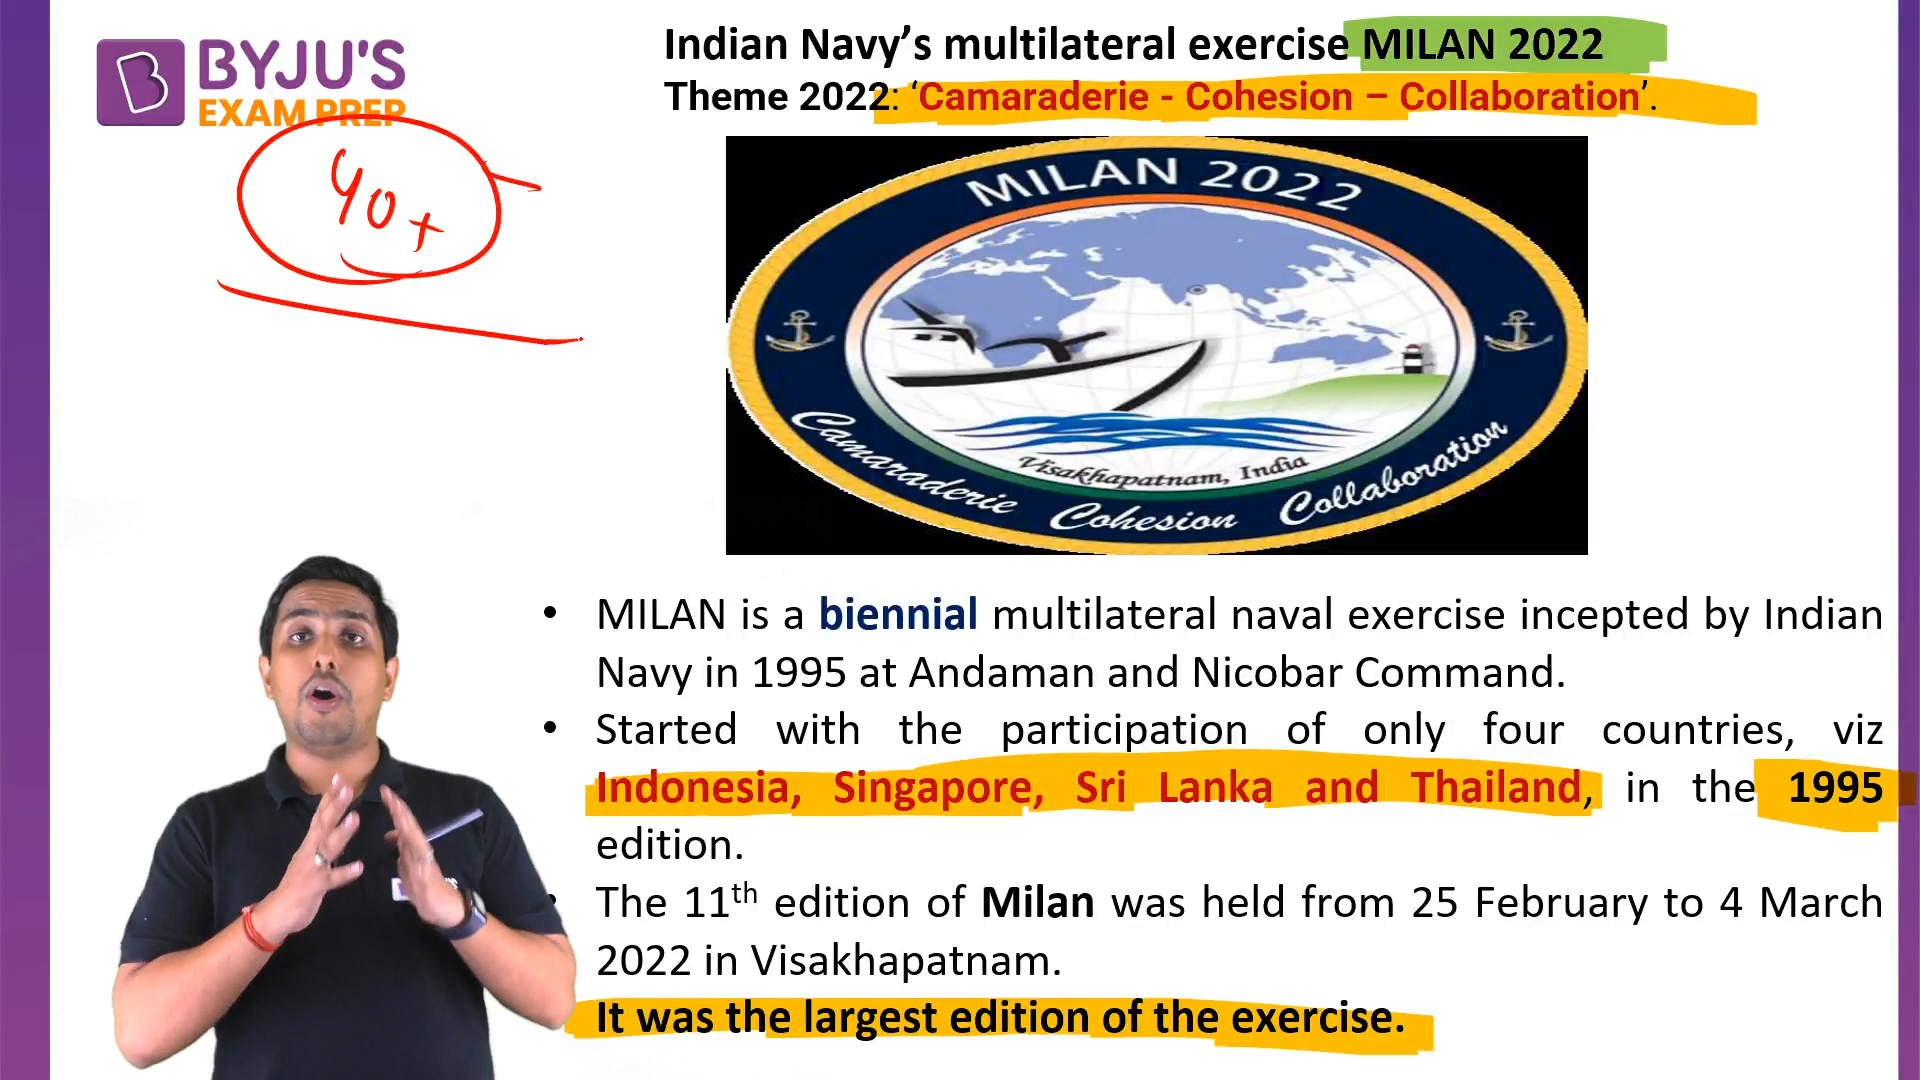 BYJU'S
EXAM PREP
Indian Navy’s multilateral exercise MILAN 2022
Theme 2022: ‘Camaraderie - Cohesion – Collaboration’.
40+
MILAN 2022
Visakhapatnam, India
Camaraderie Cohesion Collaboration
• MILAN is a biennial multilateral naval exercise incepted by Indian
Navy in 1995 at Andaman and Nicobar Command.
• Started with the participation of only four countries, viz
Indonesia, Singapore, Sri Lanka and Thailand, in the 1995
edition.
The 11th edition of Milan was held from 25 February to 4 March
2022 in Visakhapatnam.
It was the largest edition of the exercise.